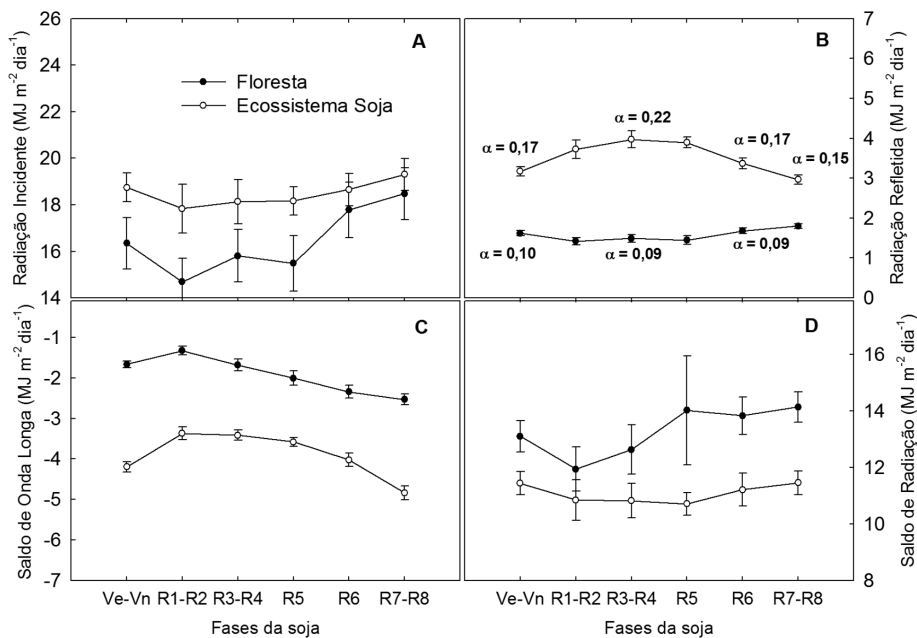 A
Radiação Incidente (MJ m-2 dia-1)
26
24
22
20
18
16
14
Floresta
Ecossistema Soja
B
Radiação Refletida (MJ m-2 dia-1)
7
6
5
4
3
2
1
0
α = 0,17
α = 0,22
α = 0,17
α = 0,15
α = 0,10
α = 0,09
α = 0,09
C
Saldo de Onda Longa (MJ m-2 dia-1)
-1
-2
-3
-4
-5
-6
-7
Ve-Vn R1-R2 R3-R4 R5 R6 R7-R8
Fases da soja
D
Saldo de Radiação (MJ m-2 dia-1)
16
14
12
10
8
Ve-Vn R1-R2 R3-R4 R5 R6 R7-R8
Fases da soja